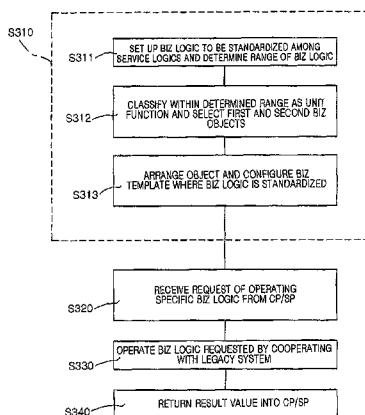 S310
S311
SET UP BIZ LOGIC TO BE STANDARDIZED AMONG
SERVICE LOGICS AND DETERMINE RANGE OF BIZ LOGIC
S312
CLASSIFY WITHIN DETERMINED RANGE AS UNIT
FUNCTION AND SELECT FIRST AND SECOND BIZ
OBJECTS
S313
ARRANGE OBJECT AND CONFIGURE BIZ
TEMPLATE WHERE BIZ LOGIC IS STANDARDIZED
S320
RECEIVE REQUEST OF OPERATING
SPECIFIC BIZ LOGIC FROM CP/SP
S330
OPERATE BIZ LOGIC REQUESTED BY COOPERATING
WITH LEGACY SYSTEM
S340
RETURN RESULT VALUE INTO CP/SP